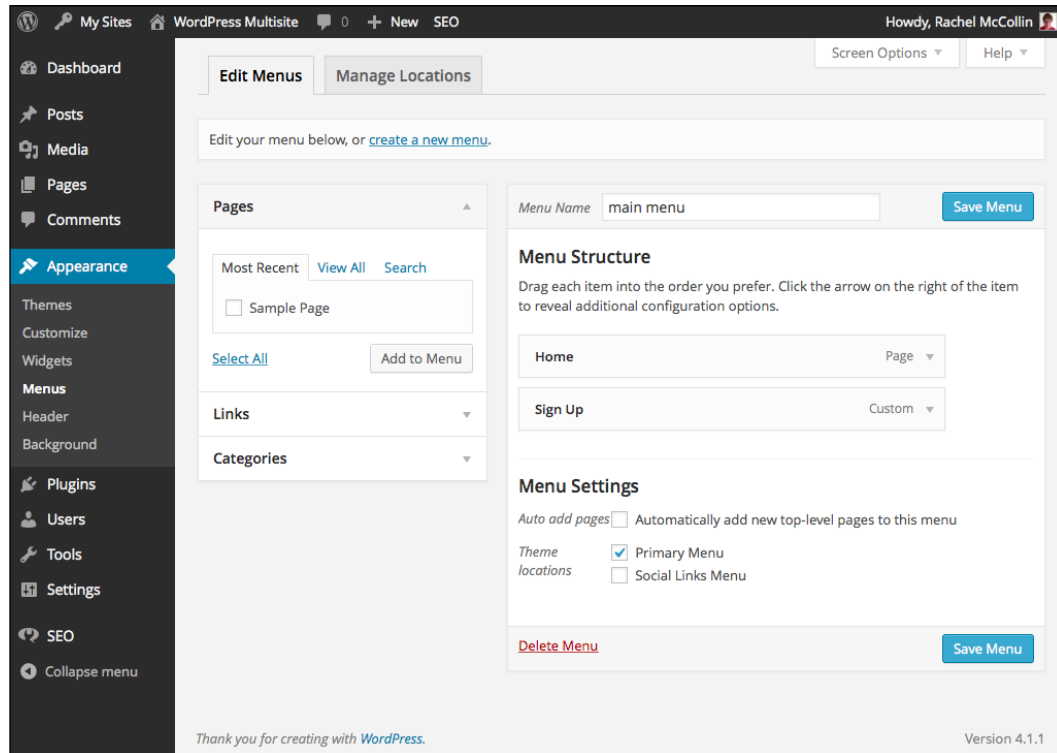 My Sites WordPress Multisite 0 + New SEO Howdy, Rachel McCollin
Screen Options Help
Dashboard
Posts
Media
Pages
Comments
Appearance
Themes
Customize
Widgets
Menus
Header
Background
Plugins
Users
Tools
Settings
SEO
Collapse menu
Edit Menus Manage Locations
Edit your menu below, or create a new menu.
Pages
Most Recent View All Search
Sample Page
Select All Add to Menu
Links
Categories
Menu Name main menu Save Menu
Menu Structure
Drag each item into the order you prefer. Click the arrow on the right of the item
to reveal additional configuration options.
Home Page
Sign Up Custom
Menu Settings
Auto add pages Automatically add new top-level pages to this menu
Theme Primary Menu
locations Social Links Menu
Delete Menu Save Menu
Thank you for creating with WordPress. Version 4.1.1